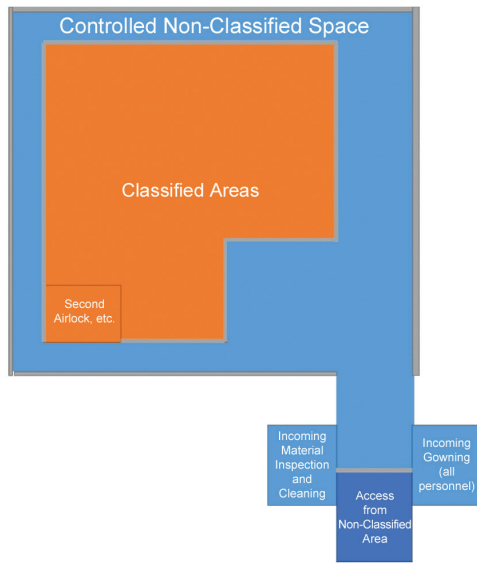 Controlled Non-Classified Space
Classified Areas
Second
Airlock, etc.
Incoming
Material
Inspection
and
Cleaning
Incoming
Gowning
(all
personnel)
Access
from
Non-Classified
Area